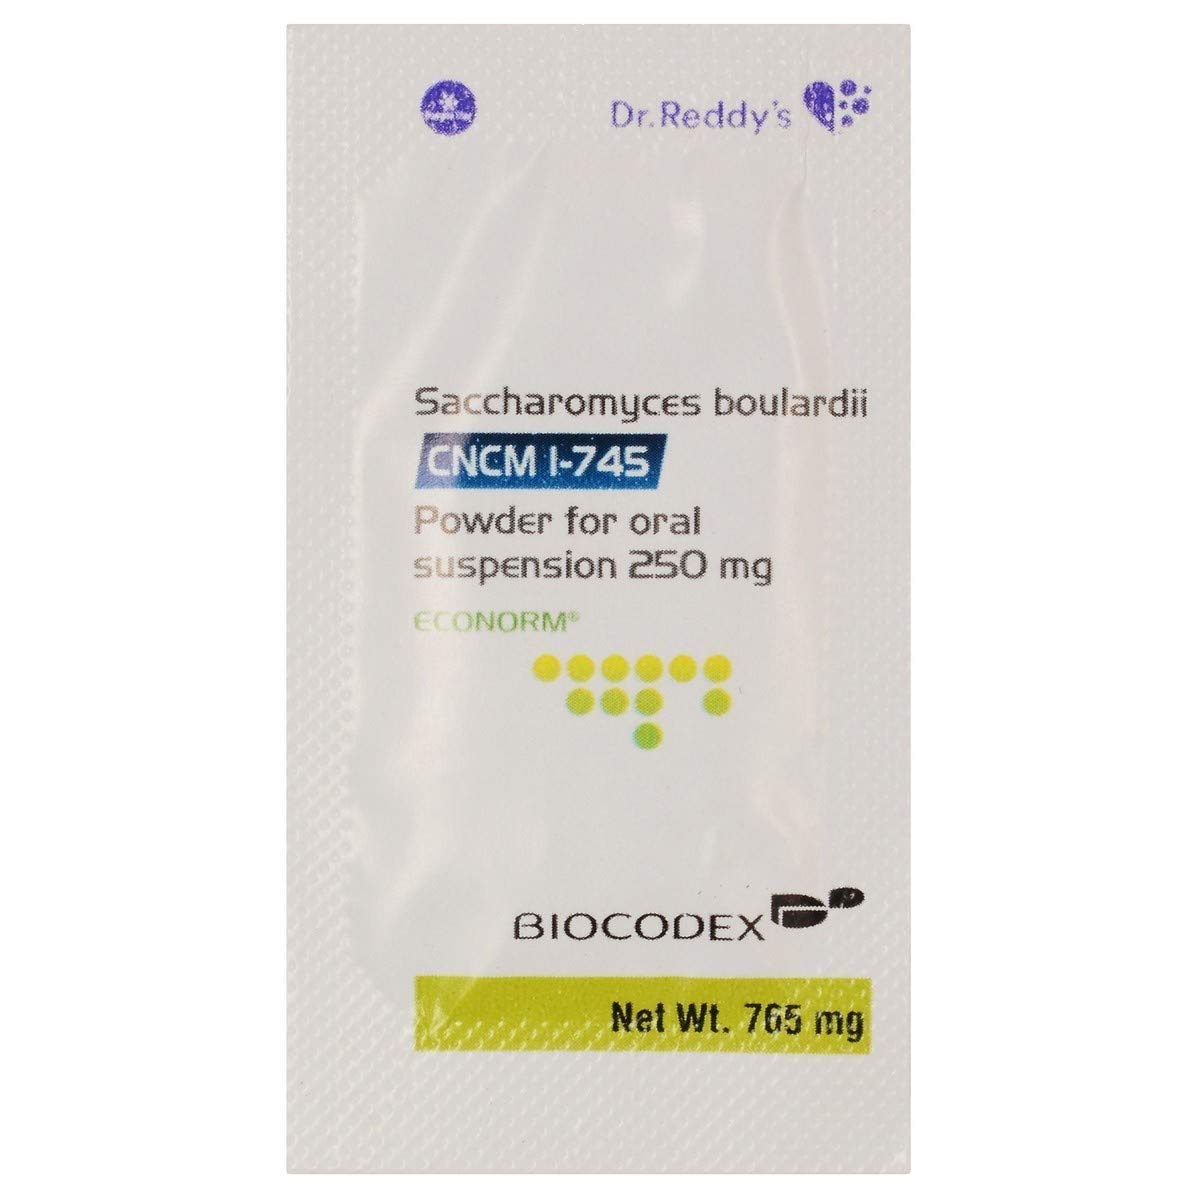 Dr.Reddy's
Saccharomyces boulardii
CNCM I-745
Powder for oral
suspension 250 mg
ECONORM®
BIOCODEX
Net Wt. 765 mg